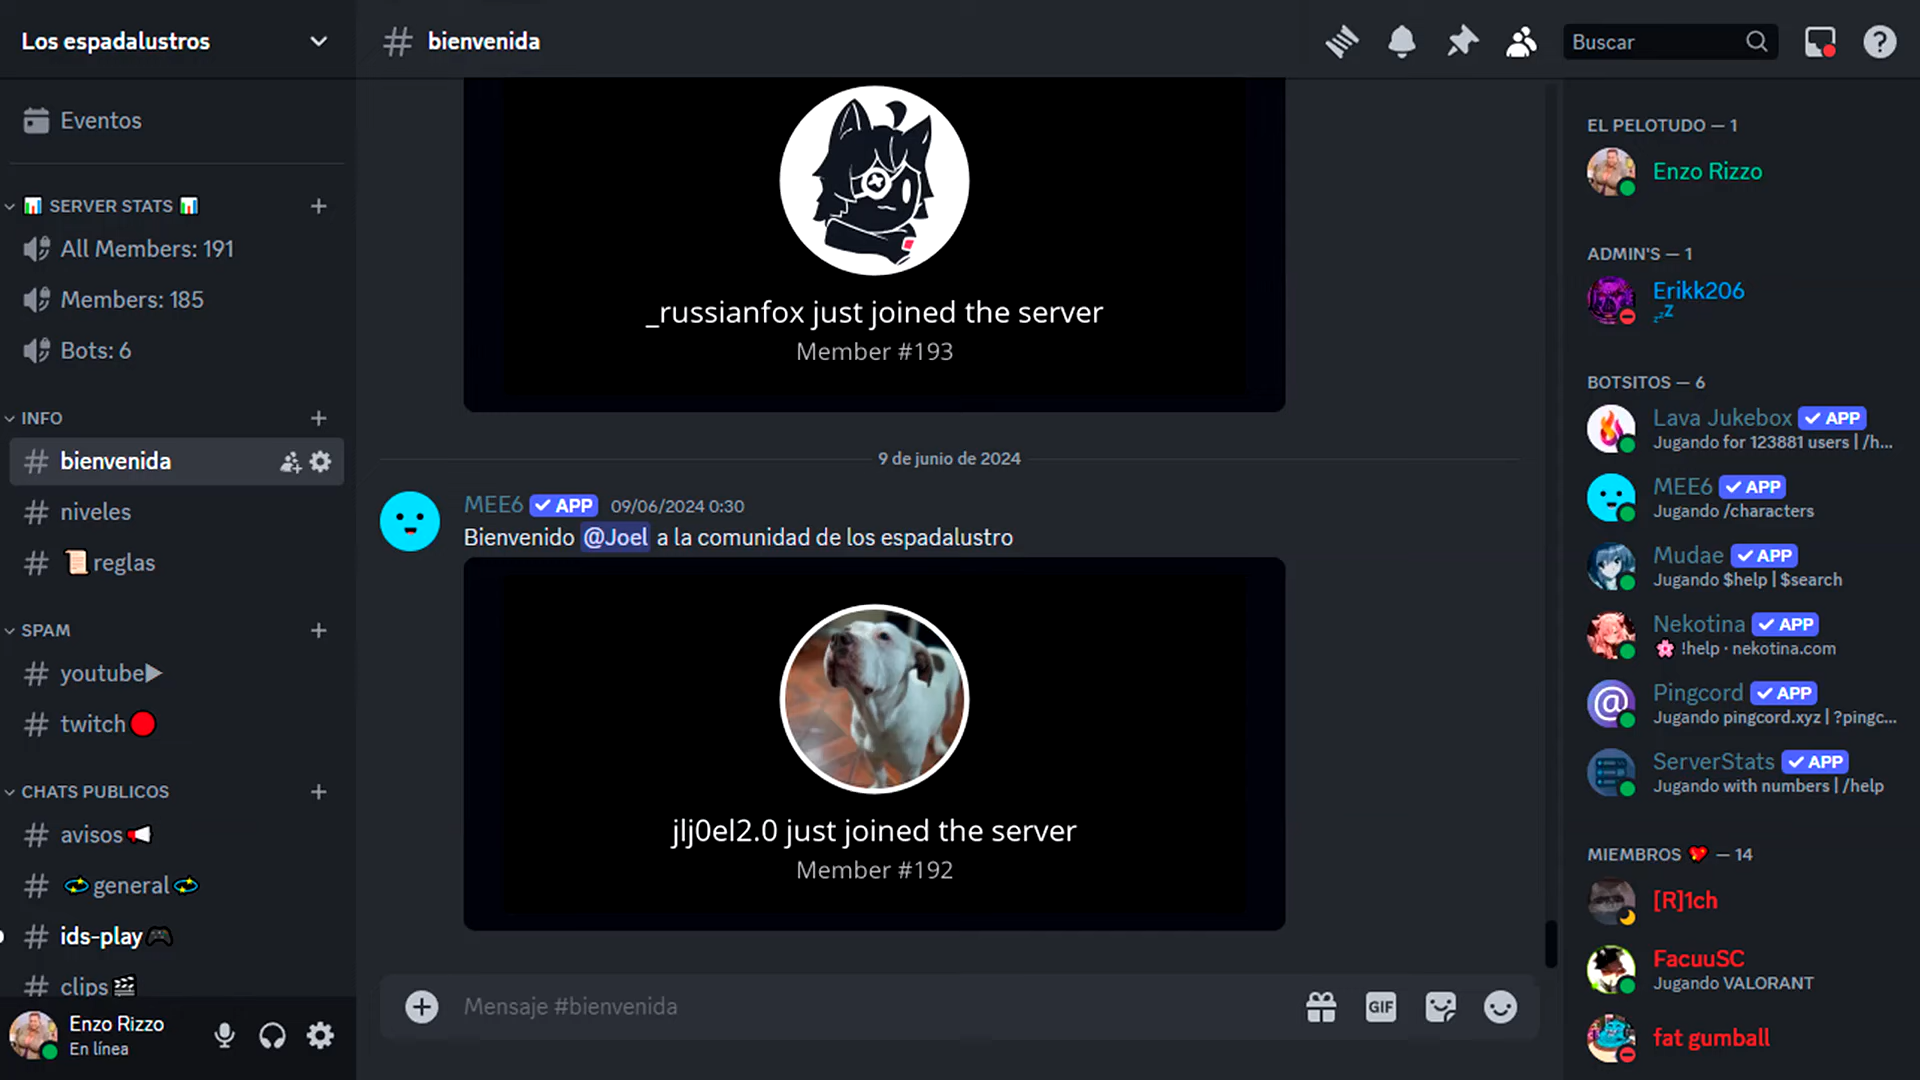 Los espadalustros
Eventos
📊 SERVER STATS 📊
All Members: 191
Members: 185
Bots: 6
INFO
bienvenida
niveles
📜reglas
SPAM
youtube▶
twitch🔴
CHATS PUBLICOS
avisos📢
💫general💫
ids-play🎮
clips🎬
Enzo Rizzo
En línea
bienvenida
_russianfox just joined the server
Member #193
9 de junio de 2024
MEE6 ✓ APP 09/06/2024 0:30
Bienvenido @Joel a la comunidad de los espadalustro
jlj0el2.0 just joined the server
Member #192
Mensaje #bienvenida
GIF
Buscar
EL PELOTUDO — 1
Enzo Rizzo
ADMIN'S — 1
Erikk206
zzZ
BOTSITOS — 6
Lava Jukebox ✓ APP
Jugando for 123881 users | /h...
MEE6 ✓ APP
Jugando /characters
Mudae ✓ APP
Jugando $help | $search
Nekotina ✓ APP
🌸 !help · nekotina.com
Pingcord ✓ APP
Jugando pingcord.xyz | ?pingc...
ServerStats ✓ APP
Jugando with numbers | /help
MIEMBROS 💖 — 14
[R]1ch
FacuuSC
Jugando VALORANT
fat gumball